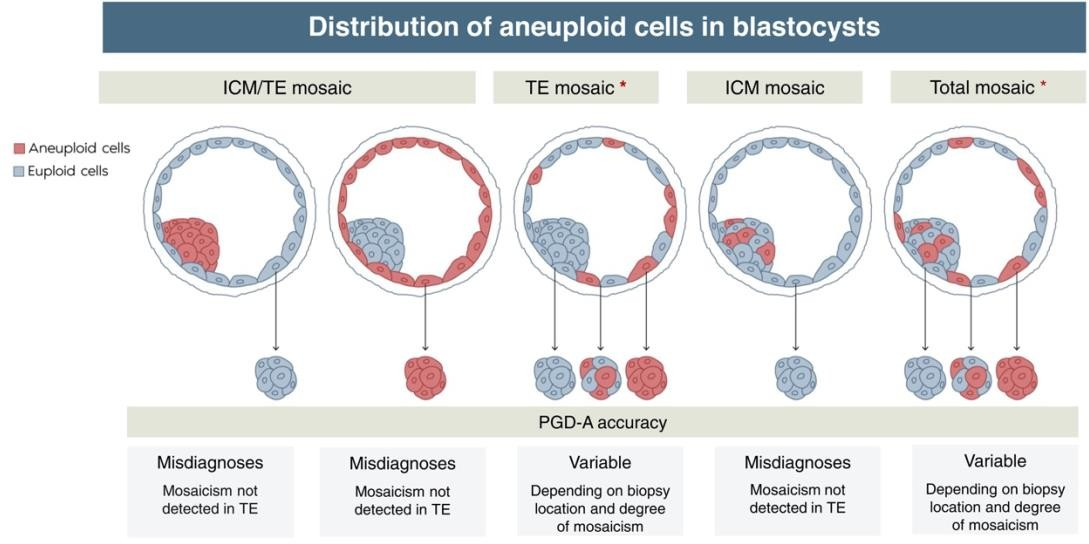 Distribution of aneuploid cells in blastocysts
ICM/TE mosaic
TE mosaic *
ICM mosaic
Total mosaic *
Aneuploid cells
Euploid cells
PGD-A accuracy
Misdiagnoses
Mosaicism not
detected in TE
Misdiagnoses
Mosaicism not
detected in TE
Variable
Depending on biopsy
location and degree
of mosaicism
Misdiagnoses
Mosaicism not
detected in TE
Variable
Depending on biopsy
location and degree
of mosaicism